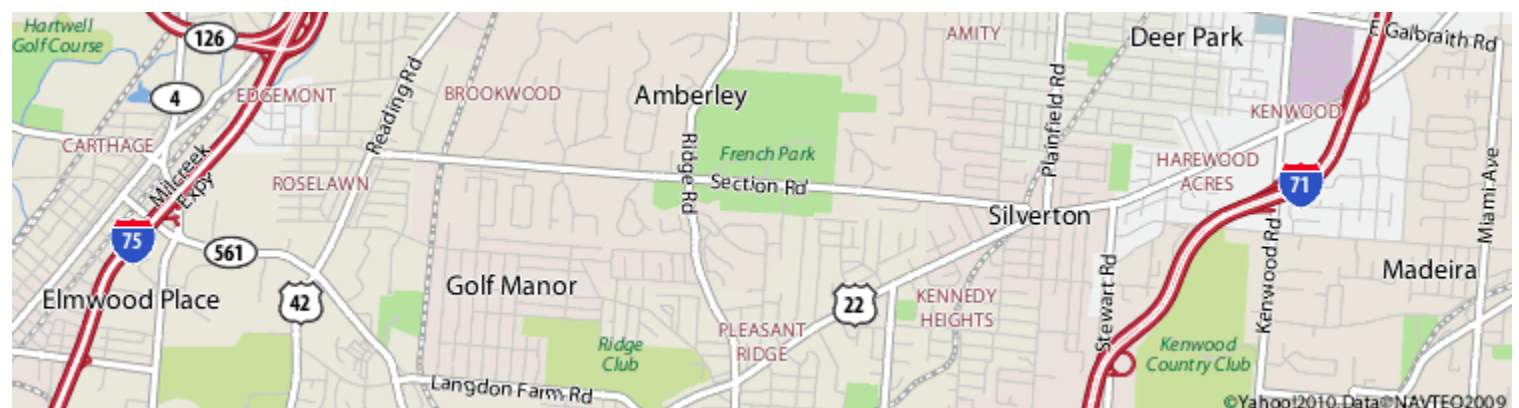 Hartwell
Golf Course
126
AMITY
Deer Park
E Galbraith Rd
4
EDGEMONT
Reading Rd
BROOKWOOD
Amberley
Plainfield Rd
KENWOOD
CARTHAGE
Milcreek
Expy
ROSELAWN
Ridge Rd
French Park
Section Rd
HAREWOOD
ACRES
71
Miami Ave
Silverton
75
561
Elmwood Place
42
Golf Manor
22
KENNEDY
HEIGHTS
Stewart Rd
Kenwood Rd
Madeira
PLEASANT
RIDGE
Ridge
Club
Kenwood
Country Club
Langdon Farm Rd
©Yahoo!2010, Data©NAVTEQ2009